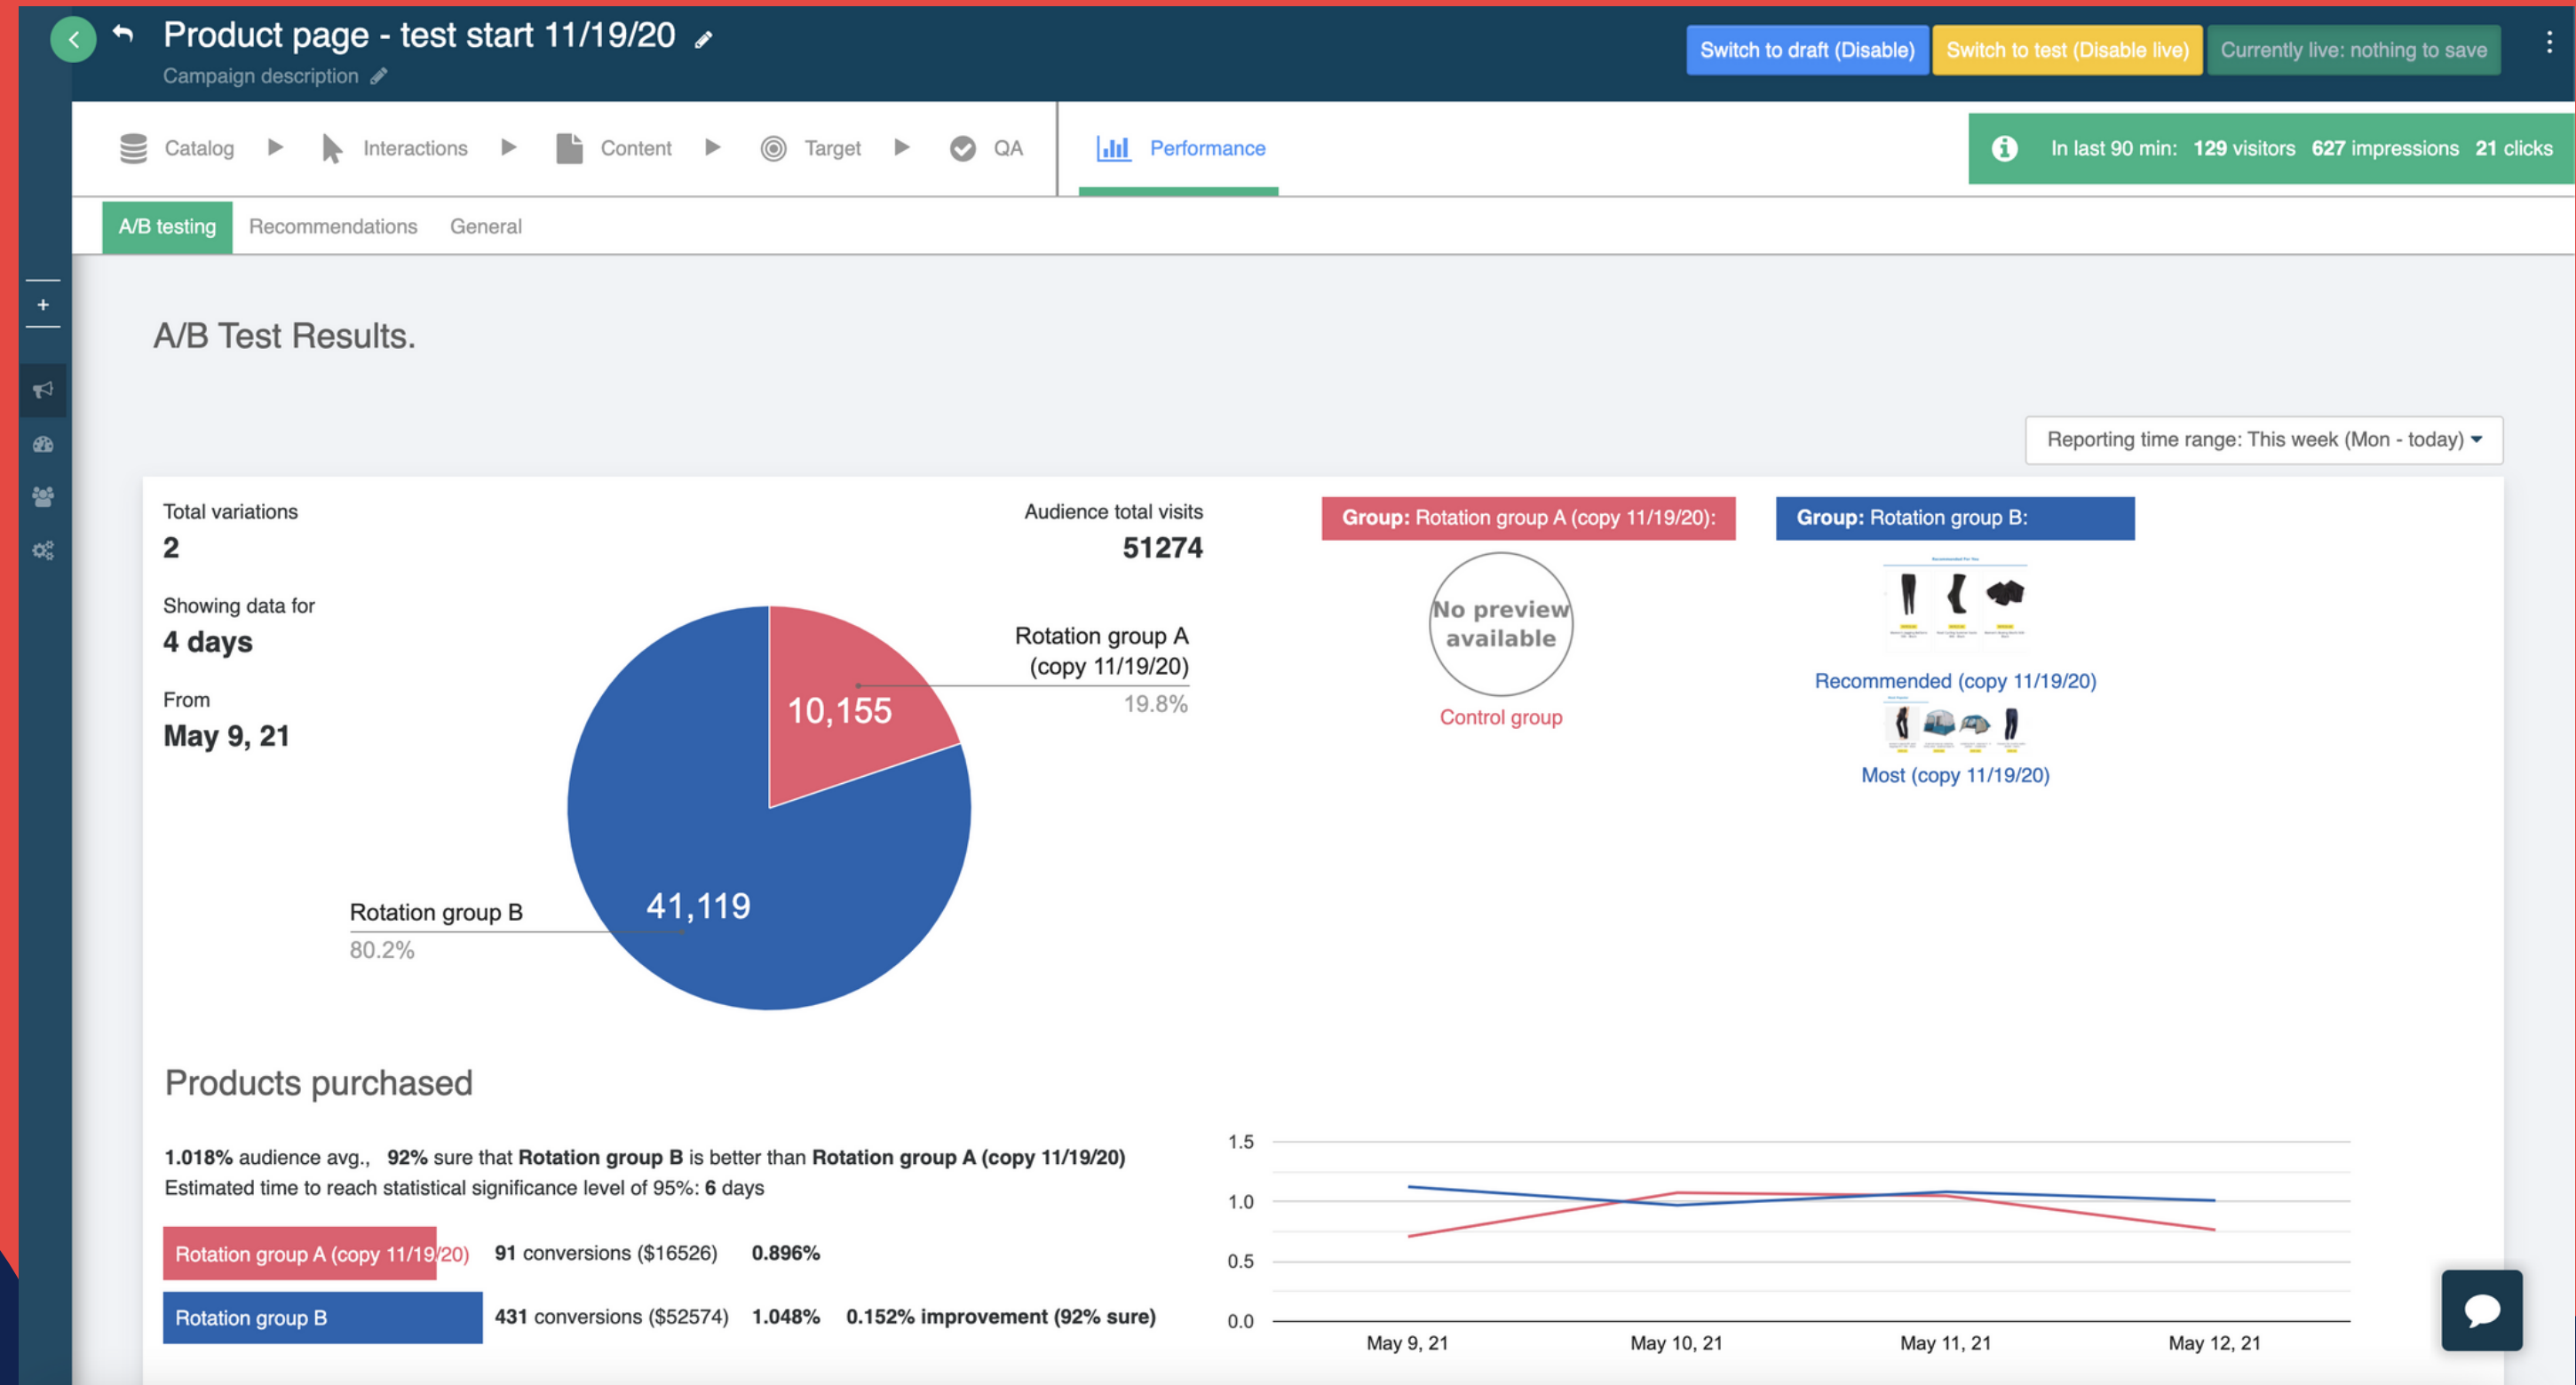 Product page - test start 11/19/20
Campaign description
Switch to draft (Disable)
Switch to test (Disable live)
Currently live: nothing to save
Catalog
Interactions
Content
Target
QA
Performance
In last 90 min: 129 visitors 627 impressions 21 clicks
A/B testing
Recommendations
General
+
A/B Test Results.
Reporting time range: This week (Mon - today)
Total variations
2
Showing data for
4 days
From
May 9, 21
Audience total visits
51274
Rotation group A
(copy 11/19/20)
19.8%
10,155
41,119
Rotation group B
80.2%
Group: Rotation group A (copy 11/19/20):
No preview
available
Control group
Group: Rotation group B:
Recommended For You
Recommended (copy 11/19/20)
Most (copy 11/19/20)
Products purchased
1.018% audience avg., 92% sure that Rotation group B is better than Rotation group A (copy 11/19/20)
Estimated time to reach statistical significance level of 95%: 6 days
Rotation group A (copy 11/19/20) 91 conversions ($16526) 0.896%
Rotation group B 431 conversions ($52574) 1.048% 0.152% improvement (92% sure)
1.5
1.0
0.5
0.0
May 9, 21
May 10, 21
May 11, 21
May 12, 21